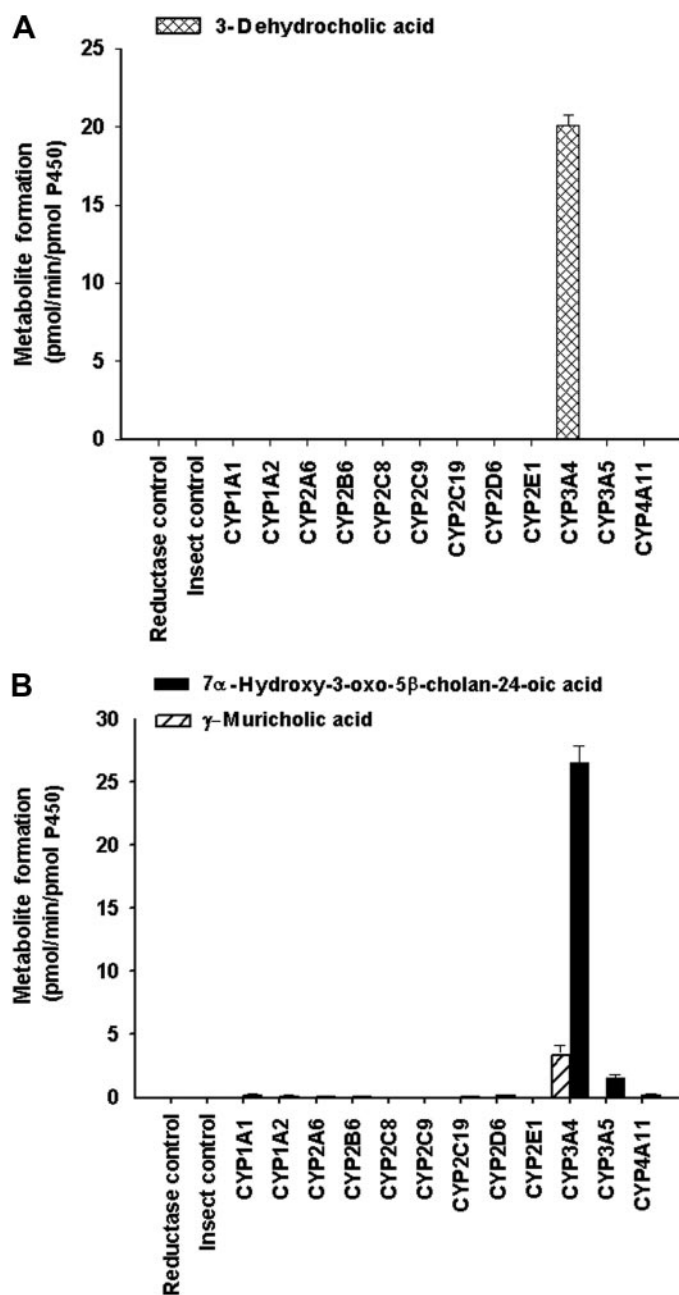 A
3-Dehydrocholic acid
25
20
15
10
5
0
Metabolite formation
(pmol/min/pmol P450)
Reductase control
Insect control
CYP1A1
CYP1A2
CYP2A6
CYP2B6
CYP2C8
CYP2C9
CYP2C19
CYP2D6
CYP2E1
CYP3A4
CYP3A5
CYP4A11
B
7α-Hydroxy-3-oxo-5β-cholan-24-oic acid
γ-Muricholic acid
30
25
20
15
10
5
0
Metabolite formation
(pmol/min/pmol P450)
Reductase control
Insect control
CYP1A1
CYP1A2
CYP2A6
CYP2B6
CYP2C8
CYP2C9
CYP2C19
CYP2D6
CYP2E1
CYP3A4
CYP3A5
CYP4A11